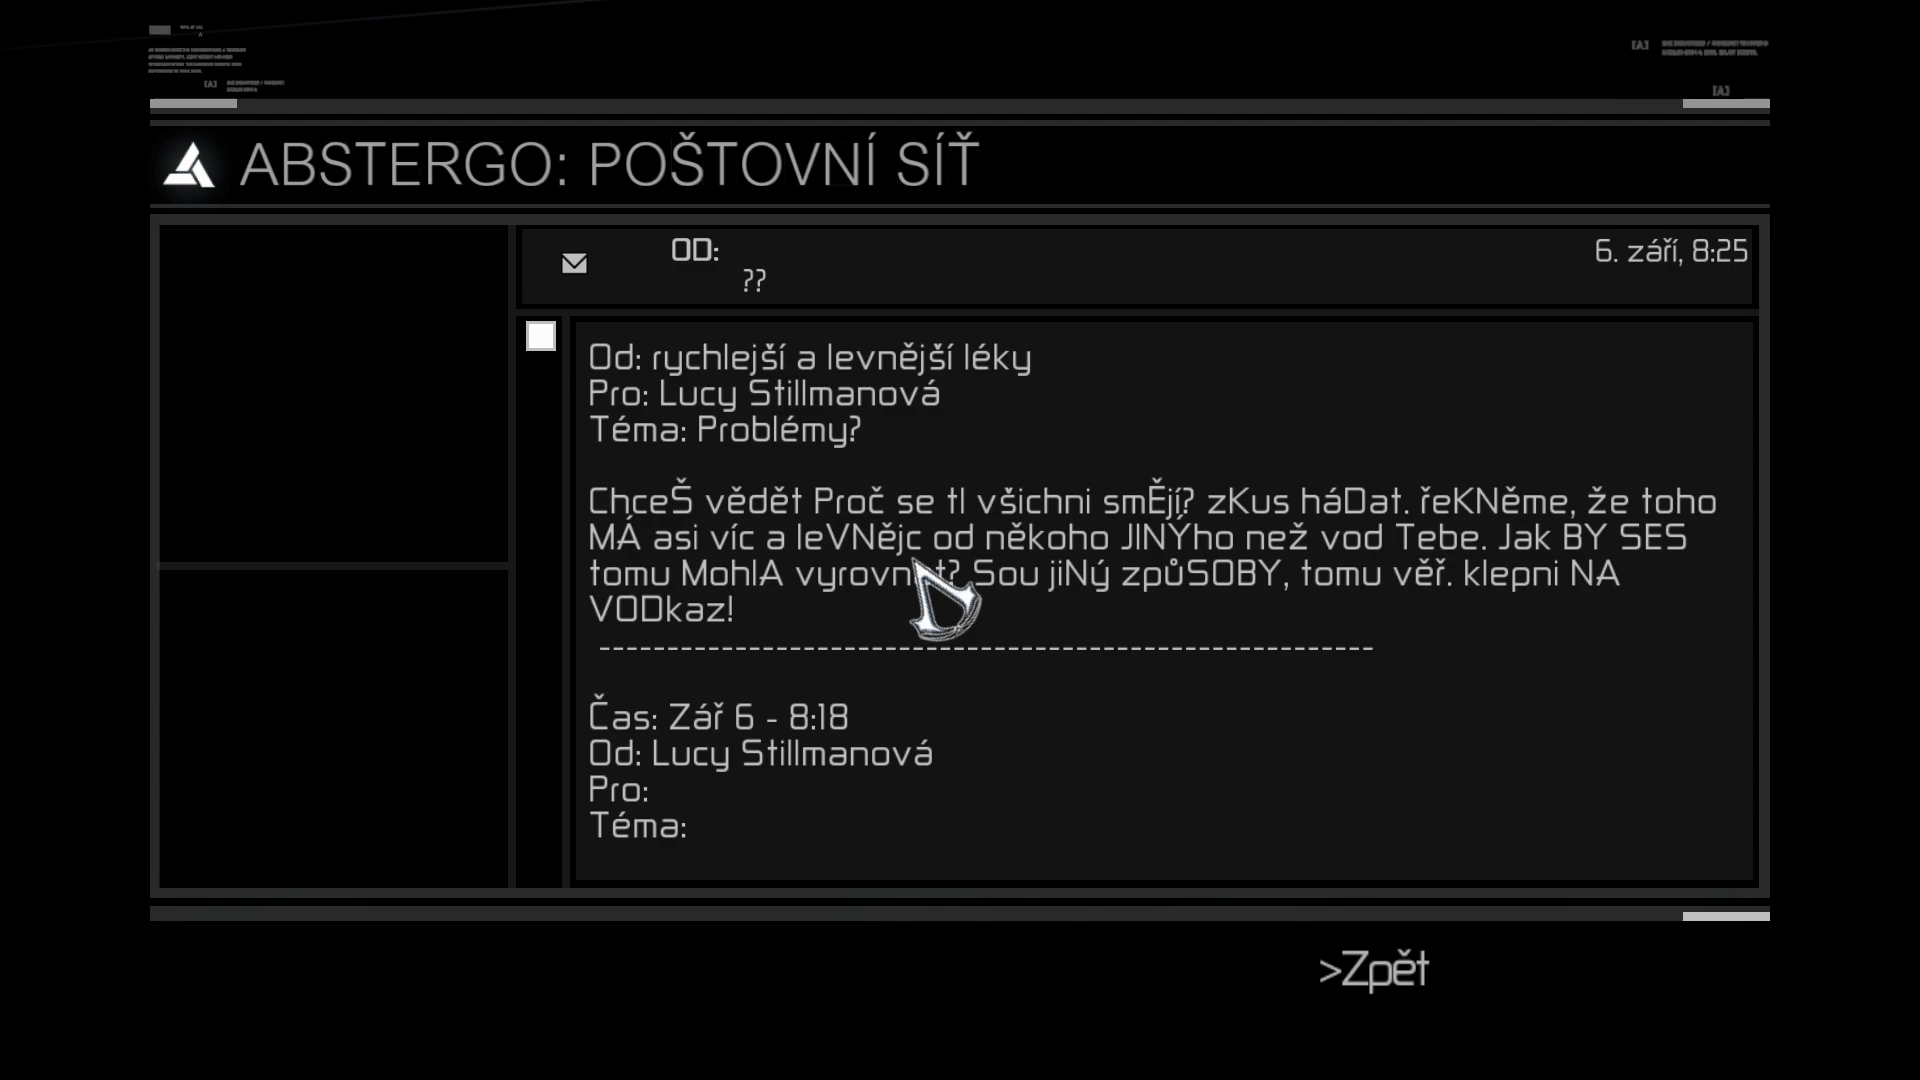 [A]
[A]
[A]
ABSTERGO: POŠTOVNÍ SÍŤ
OD:
6. září, 8:25
??
Od: rychlejší a levnější léky
Pro: Lucy Stillmanová
Téma: Problémy?
ChceŠ vědět Proč se tI všichni smĚjí? zKus háDat. řeKNěme, že toho
MÁ asi víc a leVNějc od někoho JINÝho než vod Tebe. Jak BY SES
tomu MohlA Sou jiNý způSOBY, tomu věř. klepni NA
VODkaz!
---------------------------------------------------------
Čas: Zář 6 - 8:18
Od: Lucy Stillmanová
Pro:
Téma:
>Zpět